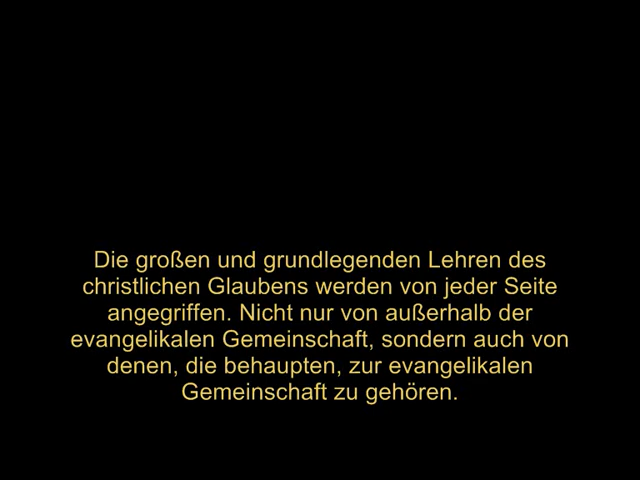 Die großen und grundlegenden Lehren des
christlichen Glaubens werden von jeder Seite
angegriffen. Nicht nur von außerhalb der
evangelikalen Gemeinschaft, sondern auch von
denen, die behaupten, zur evangelikalen
Gemeinschaft zu gehören.